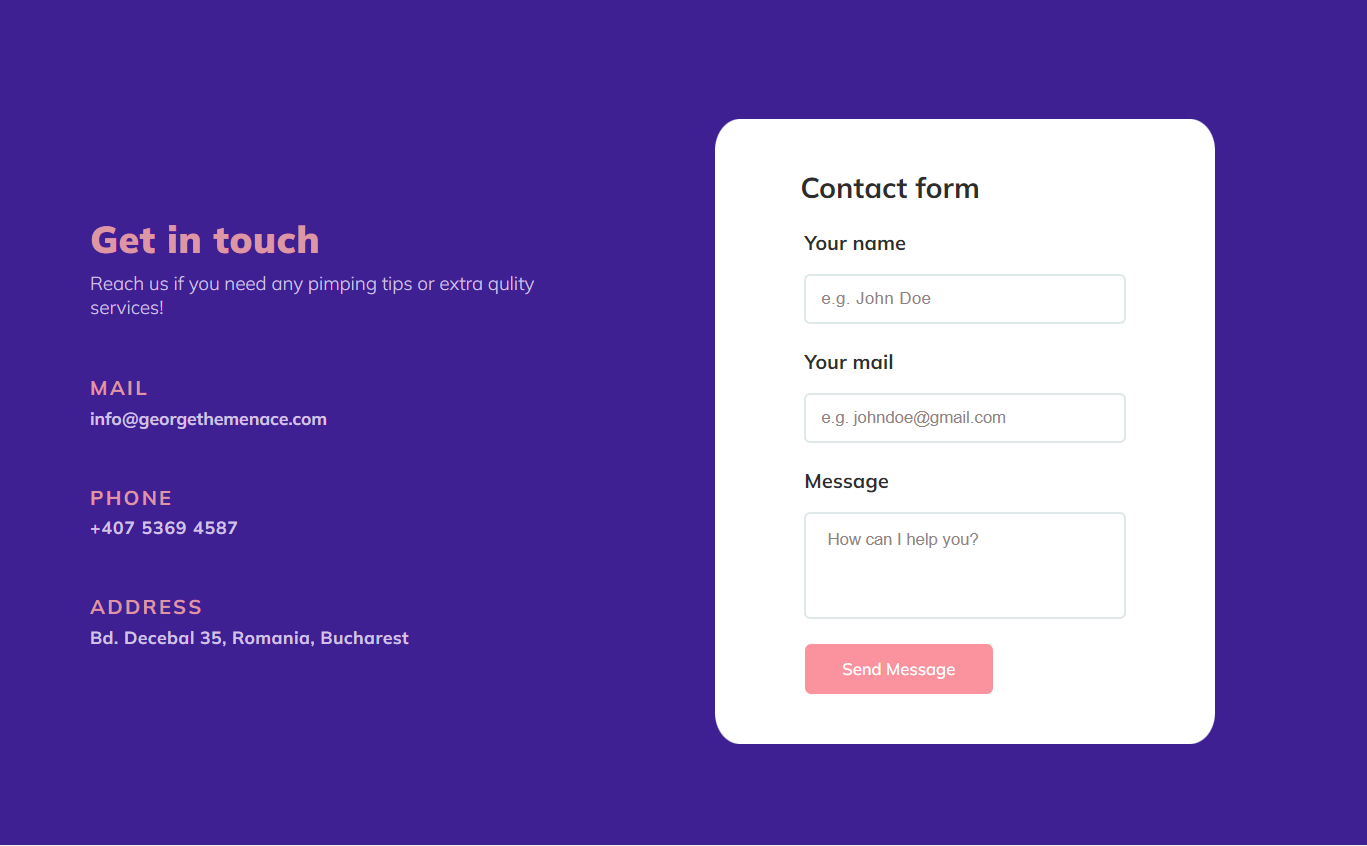 Get in touch
Reach us if you need any pimping tips or extra qulity
services!
MAIL
info@georgethemenace.com
PHONE
+407 5369 4587
ADDRESS
Bd. Decebal 35, Romania, Bucharest
Contact form
Your name
e.g. John Doe
Your mail
e.g. johndoe@gmail.com
Message
How can I help you?
Send Message